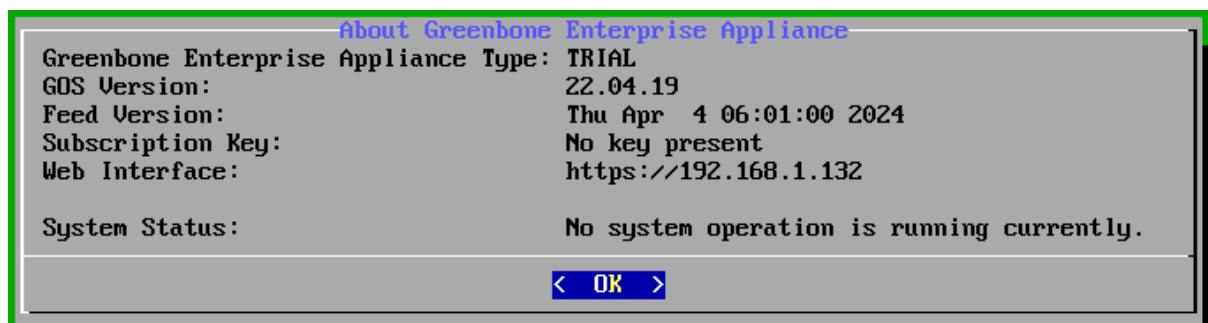 About Greenbone Enterprise Appliance
Greenbone Enterprise Appliance Type: TRIAL
GOS Version: 22.04.19
Feed Version: Thu Apr  4 06:01:00 2024
Subscription Key: No key present
Web Interface: https://192.168.1.132
System Status: No system operation is running currently.
< OK >